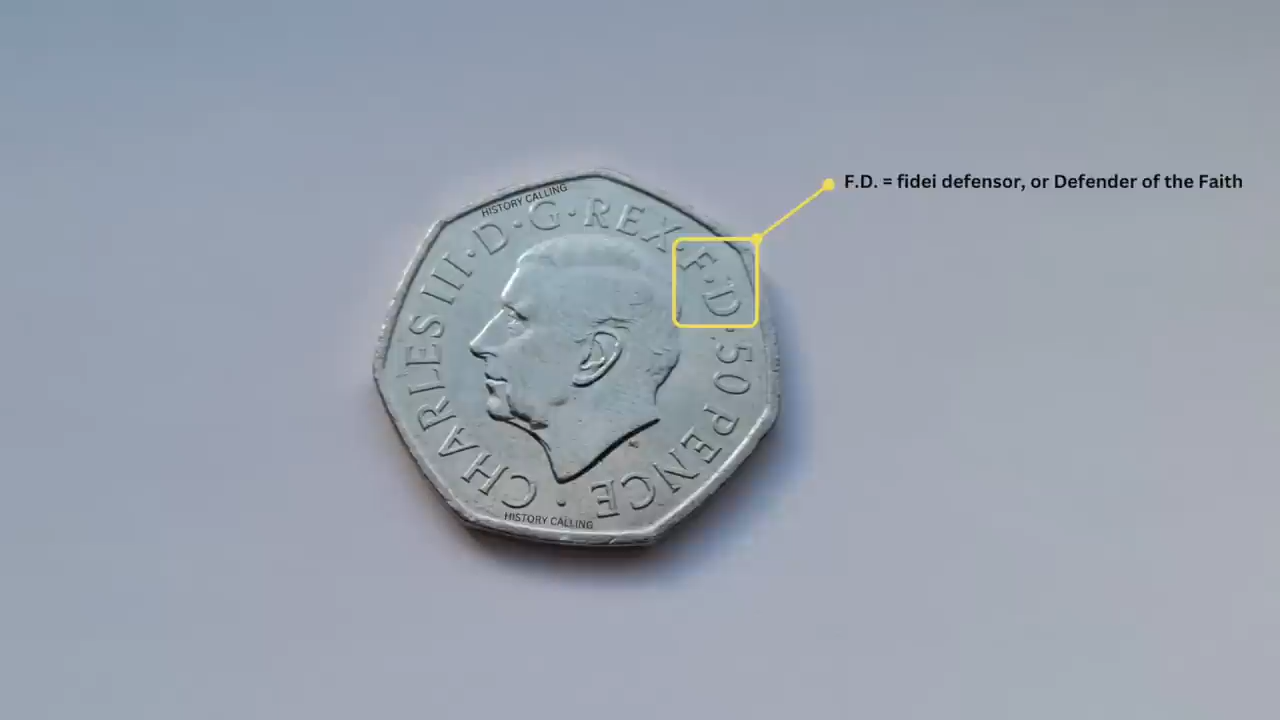 HISTORY CALLING
CHARLES III · D · G · REX · F · D · 50 PENCE ·
HISTORY CALLING
F.D. = fidei defensor, or Defender of the Faith